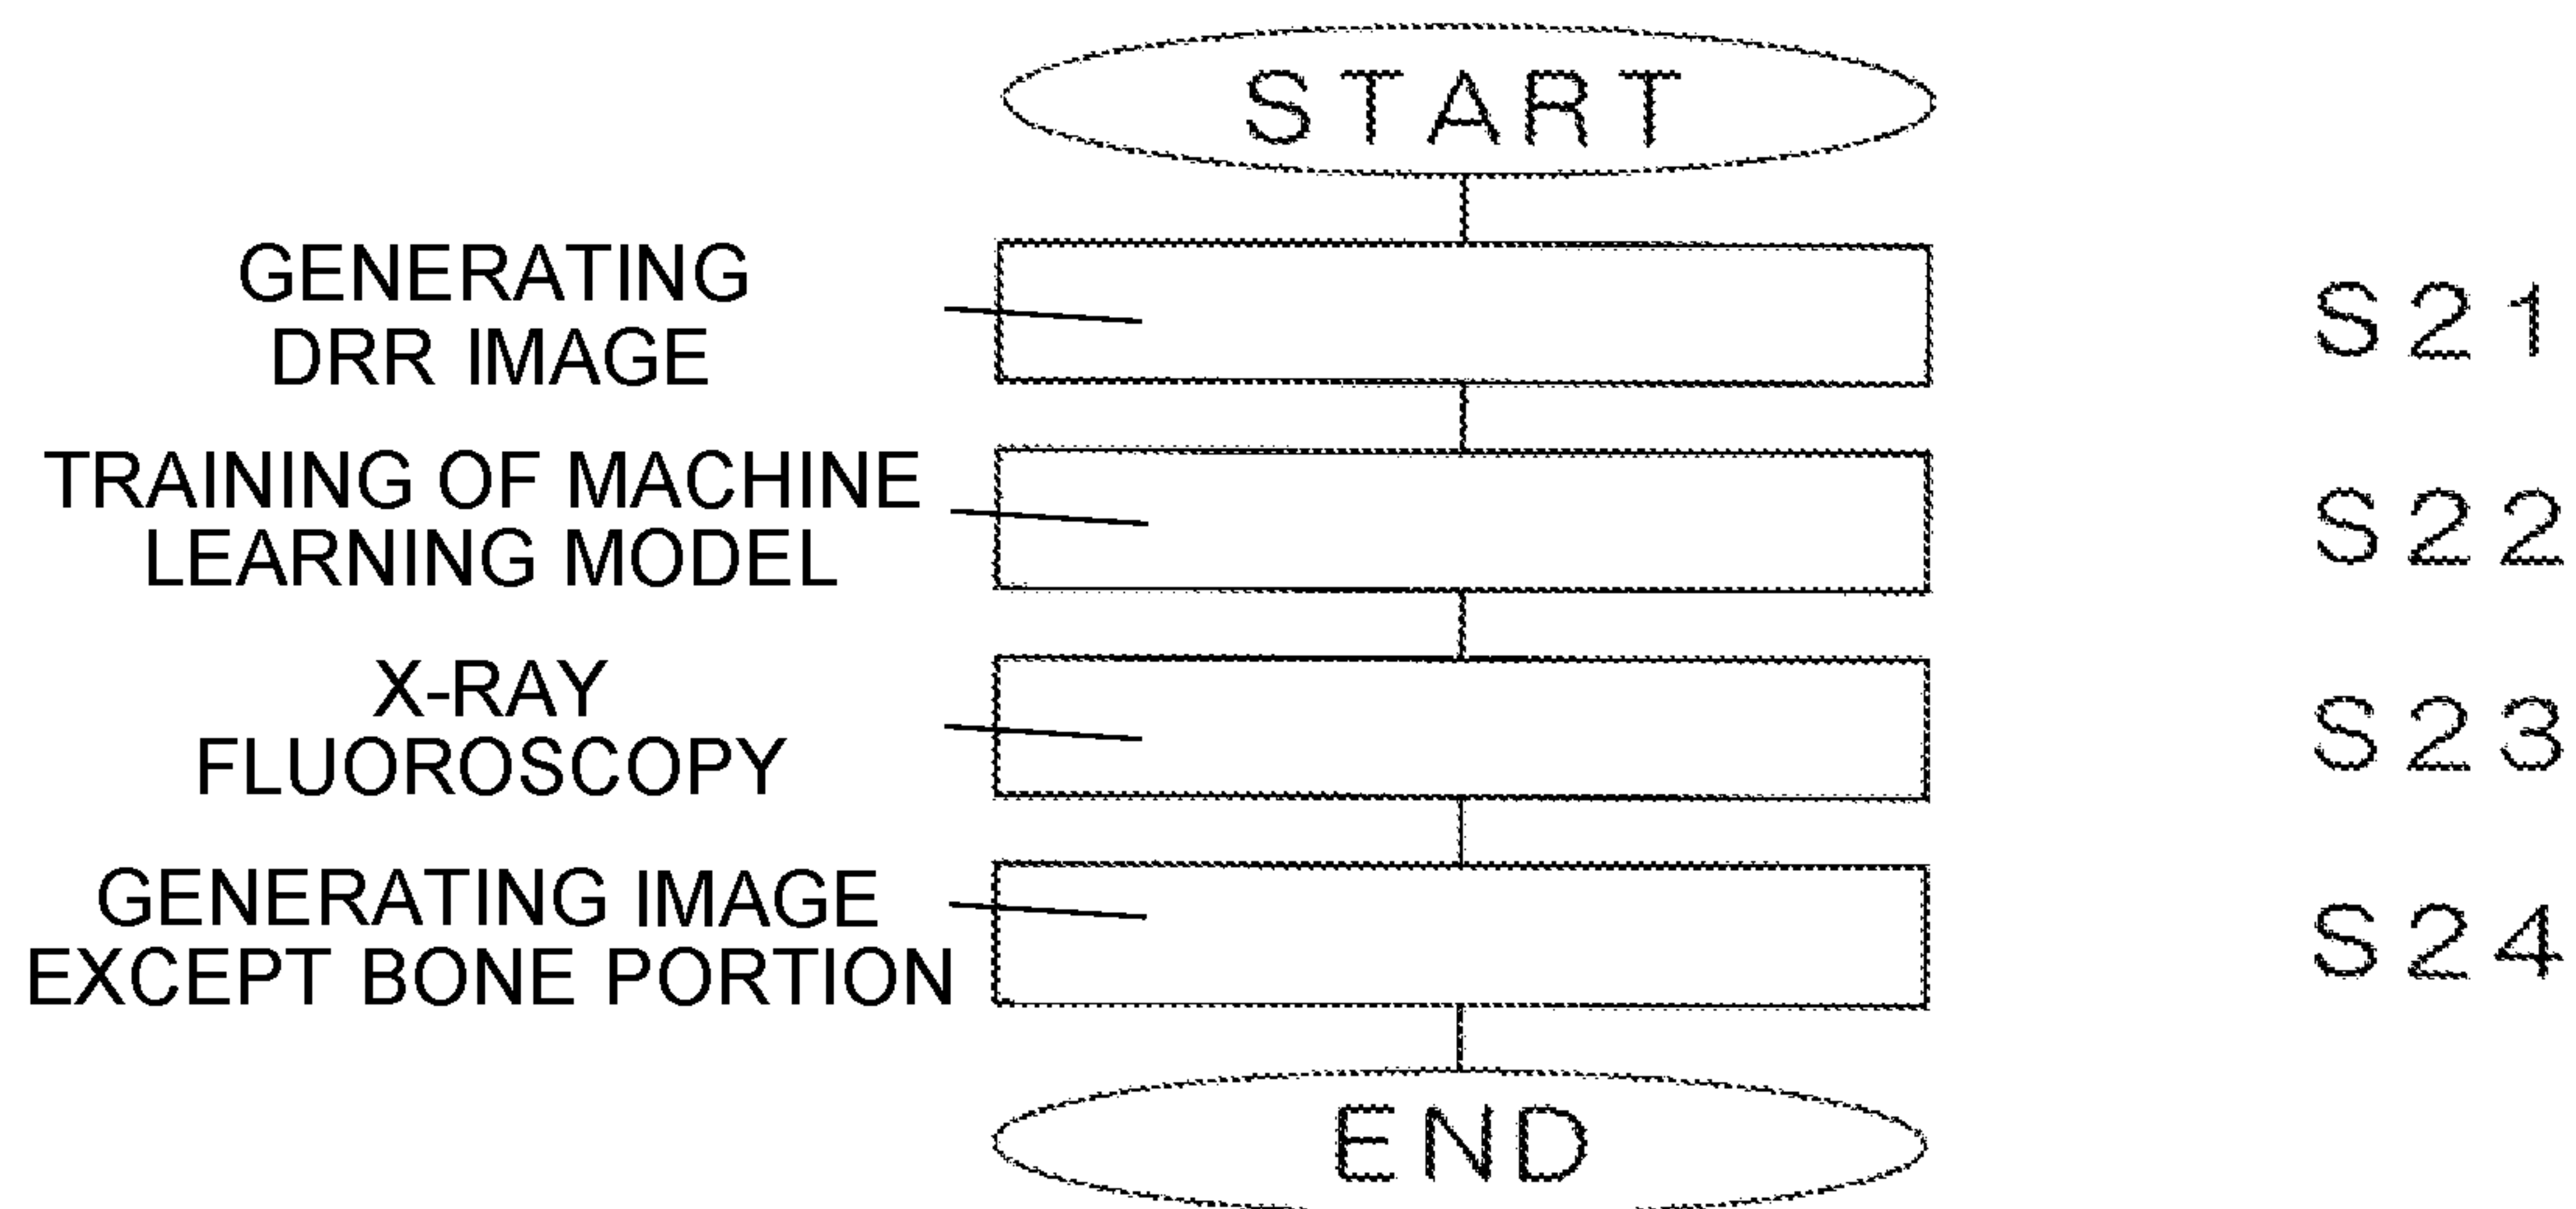 START
GENERATING
DRR IMAGE
S21
TRAINING OF MACHINE
LEARNING MODEL
S22
X-RAY
FLUOROSCOPY
S23
GENERATING IMAGE
EXCEPT BONE PORTION
S24
END